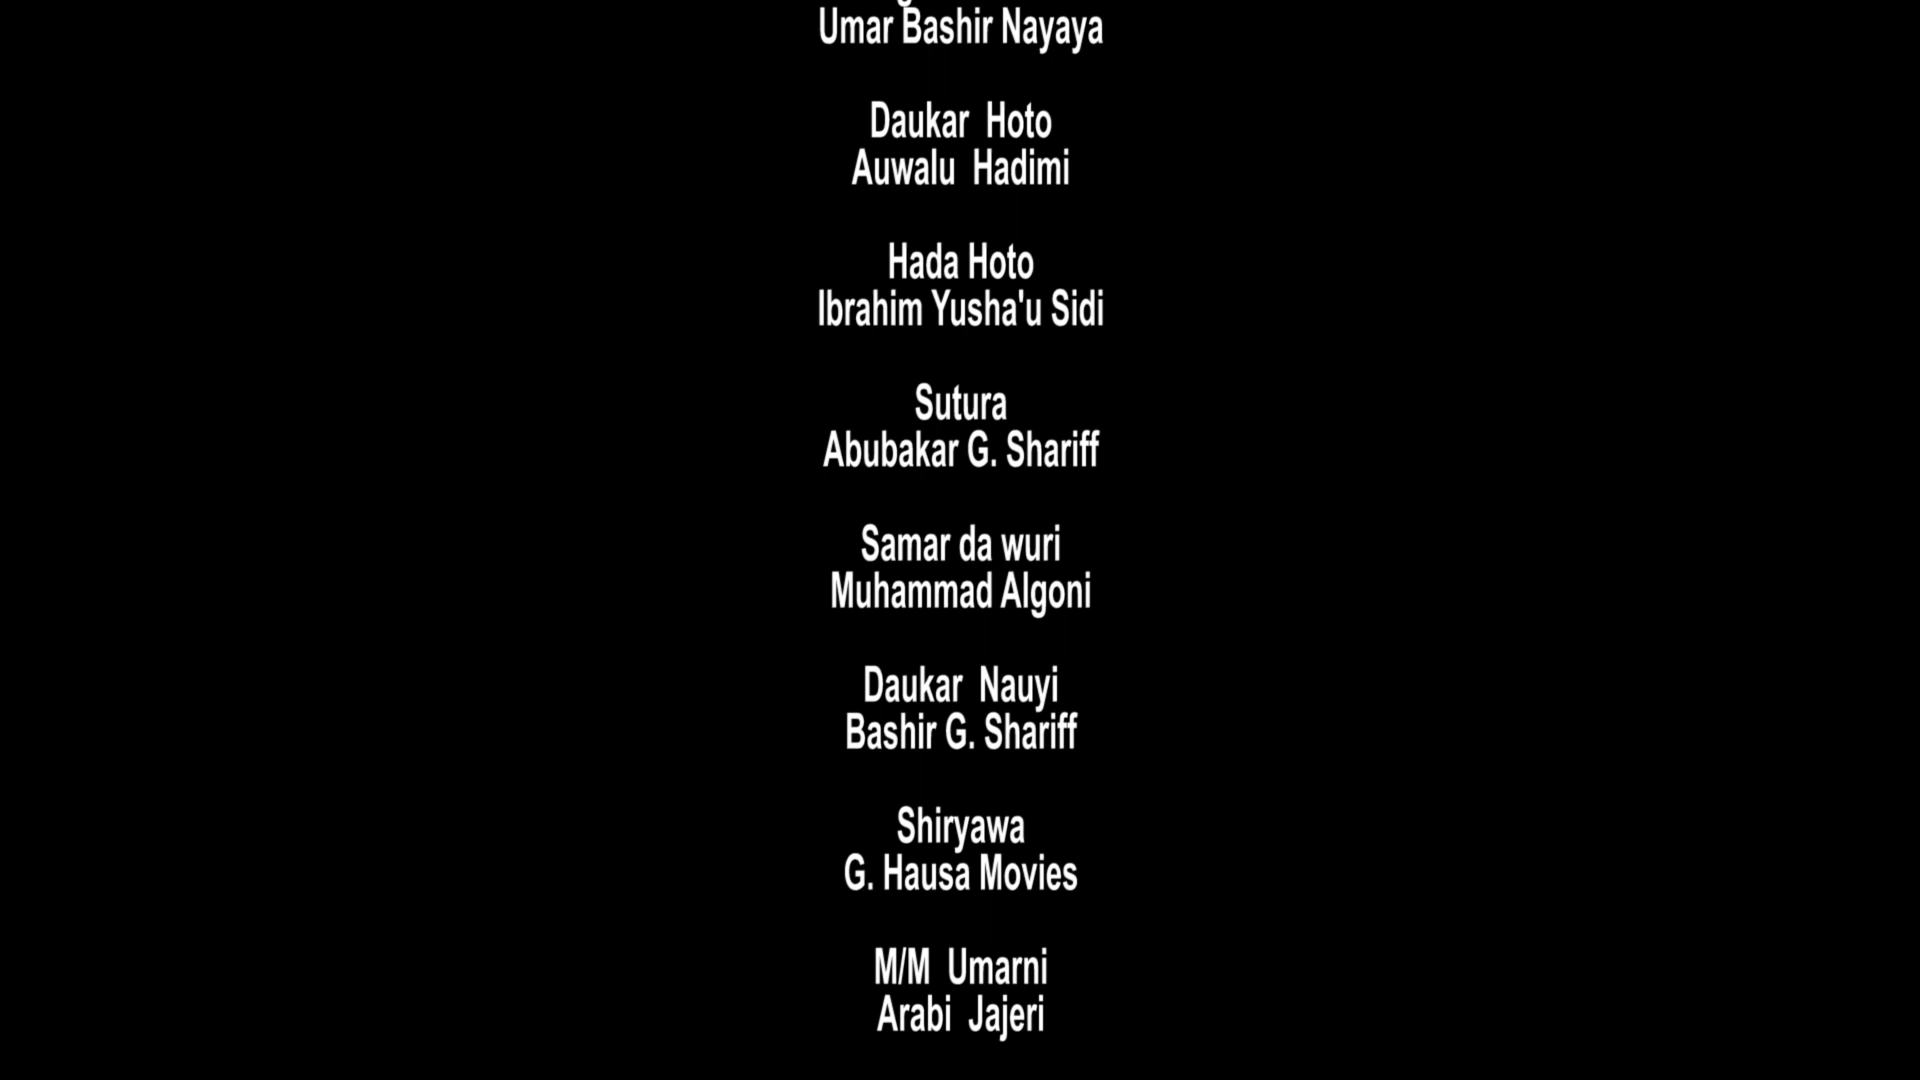 Umar Bashir Nayaya
Daukar Hoto
Auwalu Hadimi
Hada Hoto
Ibrahim Yusha'u Sidi
Sutura
Abubakar G. Shariff
Samar da wuri
Muhammad Algoni
Daukar Nauyi
Bashir G. Shariff
Shiryawa
G. Hausa Movies
M/M Umarni
Arabi Jajeri